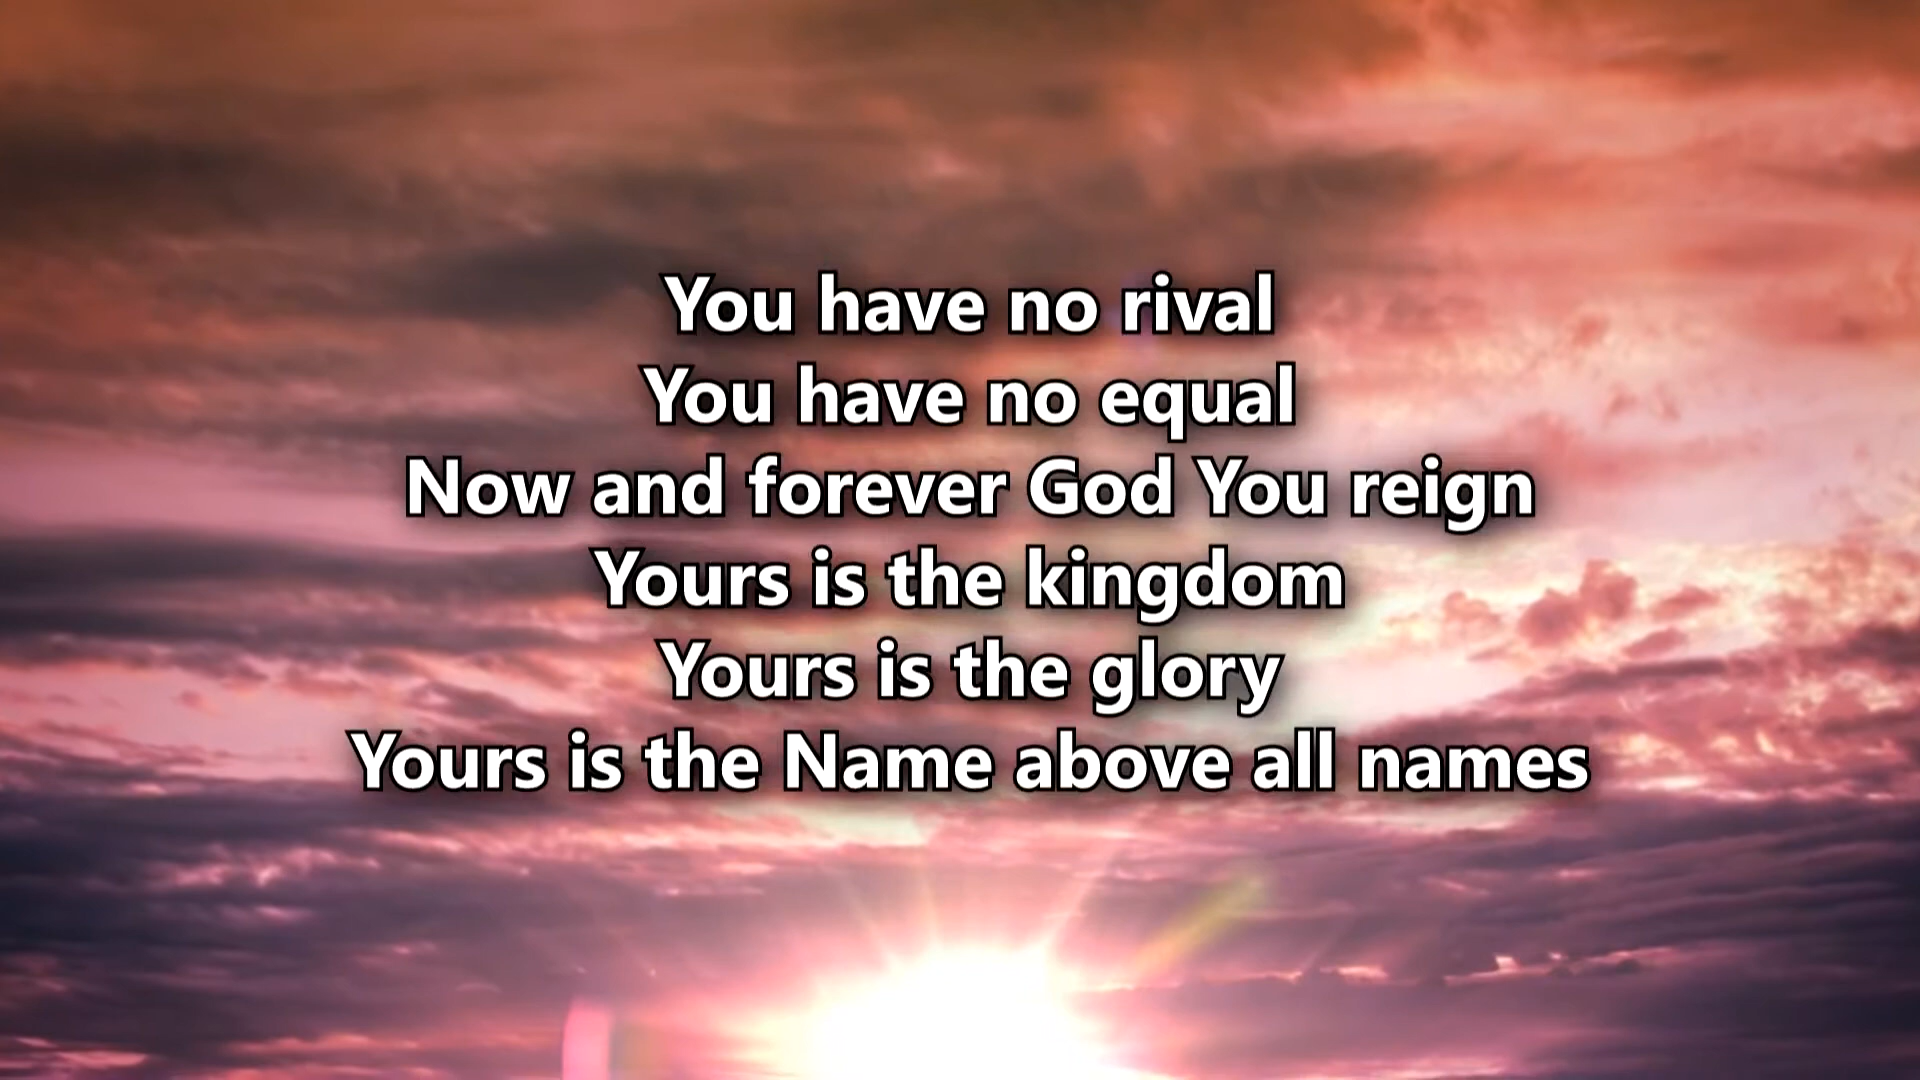 You have no rival
You have no equal
Now and forever God You reign
Yours is the kingdom
Yours is the glory
Yours is the Name above all names